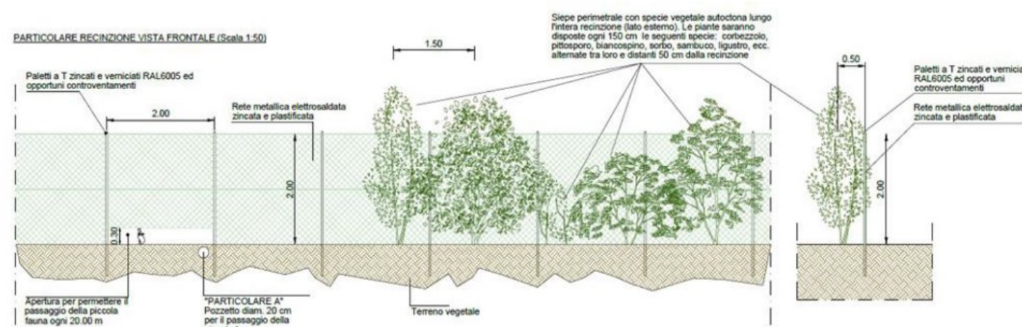 PARTICOLARE RECINZIONE VISTA FRONTALE (Scala 1:50)
Siepe perimetrale con specie vegetale autoctona lungo
l'intera recinzione (lato esterno). Le piante saranno
disposte ogni 150 cm le seguenti specie: corbezzolo,
pittosporo, biancospino, sorbo, sambuco, ligustro, ecc.
alternate tra loro e distanti 50 cm dalla recinzione
1.50
0.50
Paletti a T zincati e verniciati RAL6005 ed
opportuni controventamenti
Paletti a T zincati e vernicia
RAL6005 ed opportuni
controventamenti
2.00
Rete metallica elettrosaldata
zincata e plastificata
Rete metallica elettrosaldat
zincata e plastificata
2.00
2.00
0.30
Apertura per permettere il
passaggio della piccola
fauna ogni 20.00 m
"PARTICOLARE A"
Pozzetto diam. 20 cm
per il passaggio della
Terreno vegetale